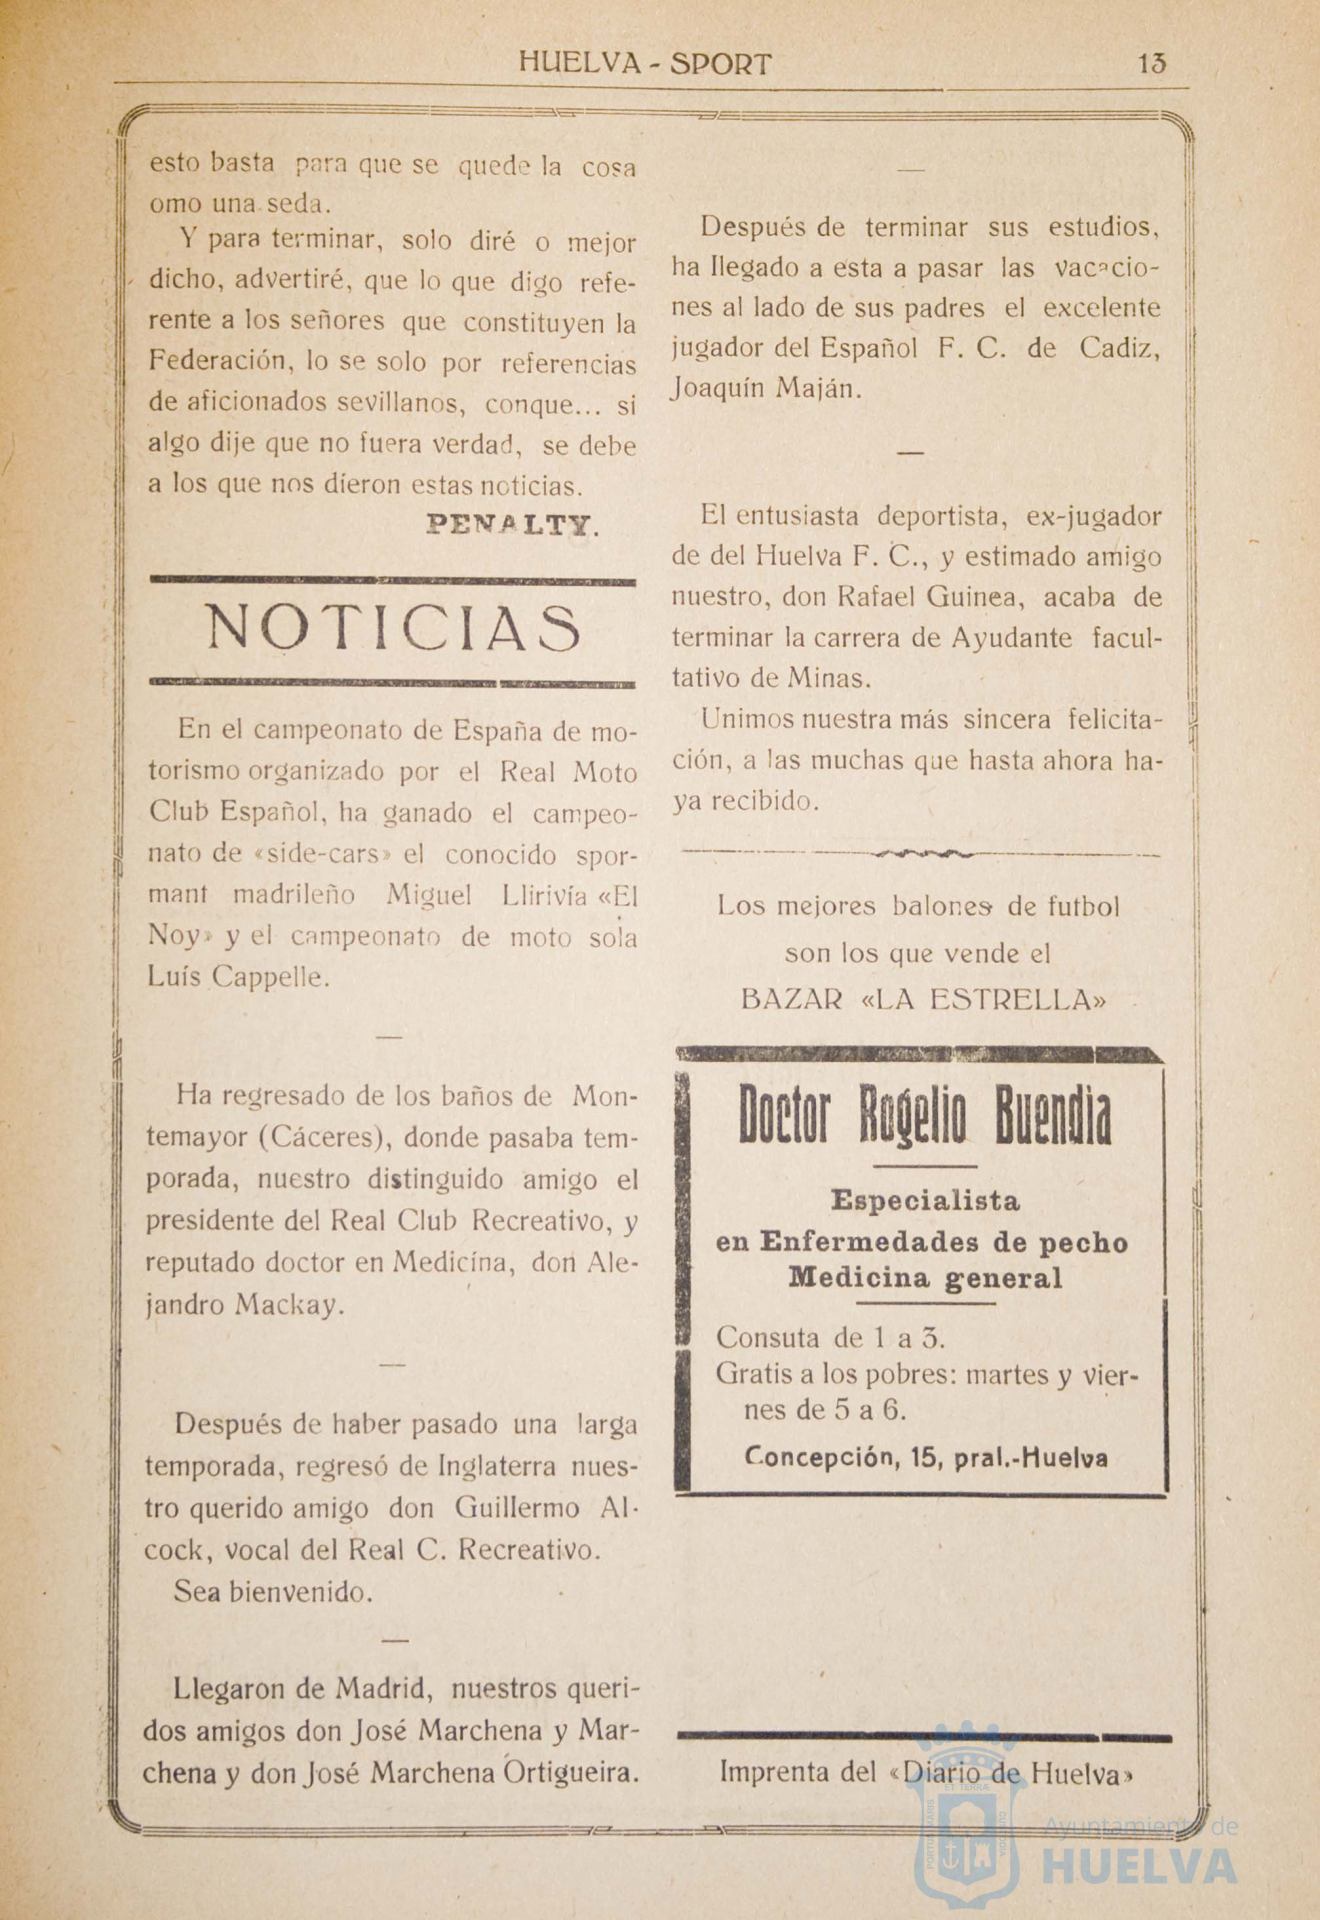 HUELVA - SPORT
13
esto basta para que se quede la cosa
omo una seda.
Y para terminar, solo diré o mejor
dicho, advertiré, que lo que digo refe-
rente a los señores que constituyen la
Federación, lo se solo por referencias
de aficionados sevillanos, conque... si
algo dije que no fuera verdad, se debe
a los que nos dieron estas noticias.
PENALTY.
NOTICIAS
En el campeonato de España de mo-
torismo organizado por el Real Moto
Club Español, ha ganado el campeo-
nato de «side-cars» el conocido spor-
mant madrileño Miguel Llirivía «El
Noy» y el campeonato de moto sola
Luís Cappelle.
—
Ha regresado de los baños de Mon-
temayor (Cáceres), donde pasaba tem-
porada, nuestro distinguido amigo el
presidente del Real Club Recreativo, y
reputado doctor en Medicína, don Ale-
jandro Mackay.
—
Después de haber pasado una larga
temporada, regresó de Inglaterra nues-
tro querido amigo don Guillermo Al-
cock, vocal del Real C. Recreativo.
Sea bienvenido.
—
Llegaron de Madrid, nuestros queri-
dos amigos don José Marchena y Mar-
chena y don José Marchena Ortigueira.
—
Después de terminar sus estudios,
ha llegado a esta a pasar las vacacio-
nes al lado de sus padres el excelente
jugador del Español F. C. de Cadiz,
Joaquín Maján.
—
El entusiasta deportista, ex-jugador
de del Huelva F. C., y estimado amigo
nuestro, don Rafael Guinea, acaba de
terminar la carrera de Ayudante facul-
tativo de Minas.
Unimos nuestra más sincera felicita-
ción, a las muchas que hasta ahora ha-
ya recibido.
Los mejores balones de futbol
son los que vende el
BAZAR «LA ESTRELLA»
Doctor Rogelio Buendia
Especialista
en Enfermedades de pecho
Medicina general
Consuta de 1 a 3.
Gratis a los pobres: martes y vier-
nes de 5 a 6.
Concepción, 15, pral.-Huelva
Imprenta del «Diario de Huelva»
PORTUS MARIS
ET TERRÆ
CUSTODIA
Ayuntamiento de
HUELVA